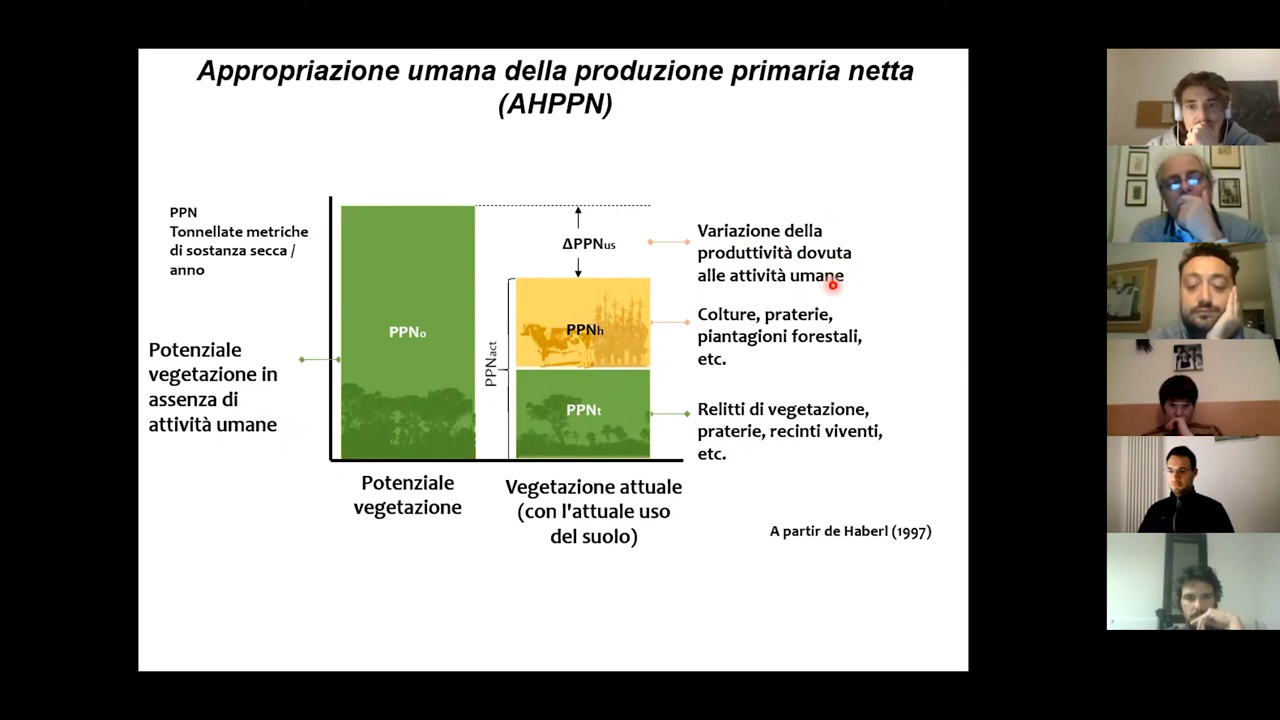 Appropriazione umana della produzione primaria netta
(AHPPN)
PPN
Tonnellate metriche
di sostanza secca /
anno
Potenziale
vegetazione in
assenza di
attività umane
PPNo
PPNact
ΔPPNus
PPNh
PPNt
Variazione della
produttività dovuta
alle attività umane
Colture, praterie,
piantagioni forestali,
etc.
Relitti di vegetazione,
praterie, recinti viventi,
etc.
Potenziale
vegetazione
Vegetazione attuale
(con l'attuale uso
del suolo)
A partir de Haberl (1997)